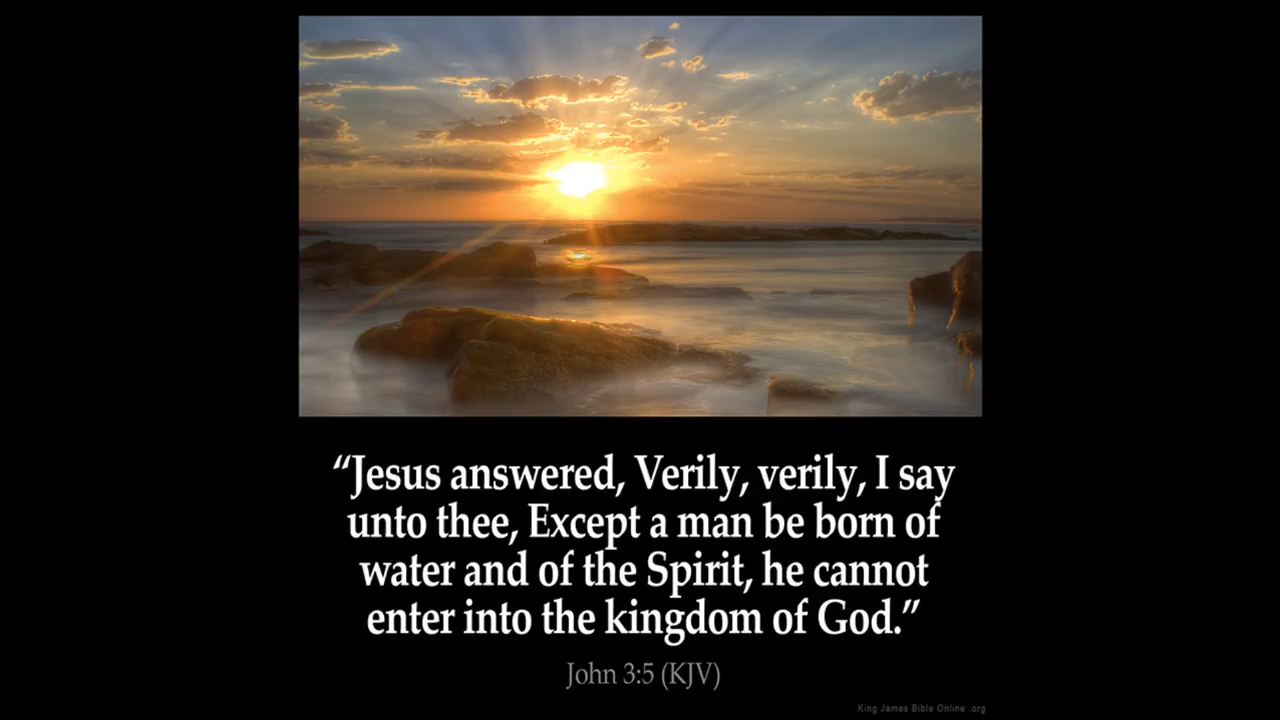 “Jesus answered, Verily, verily, I say
unto thee, Except a man be born of
water and of the Spirit, he cannot
enter into the kingdom of God.”
John 3:5 (KJV)
King James Bible Online .org